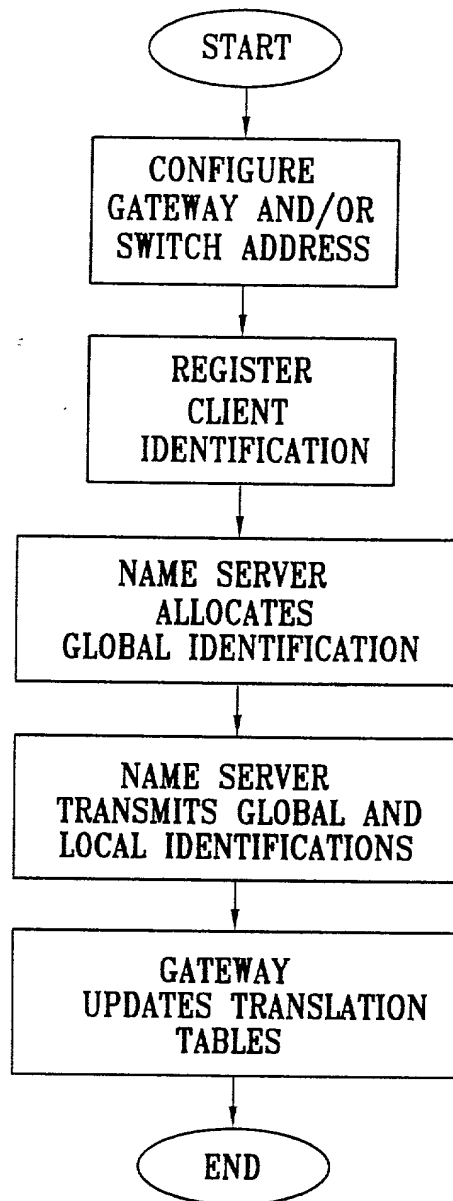 START
CONFIGURE
GATEWAY AND/OR
SWITCH ADDRESS
REGISTER
CLIENT
IDENTIFICATION
NAME SERVER
ALLOCATES
GLOBAL IDENTIFICATION
NAME SERVER
TRANSMITS GLOBAL AND
LOCAL IDENTIFICATIONS
GATEWAY
UPDATES TRANSLATION
TABLES
END